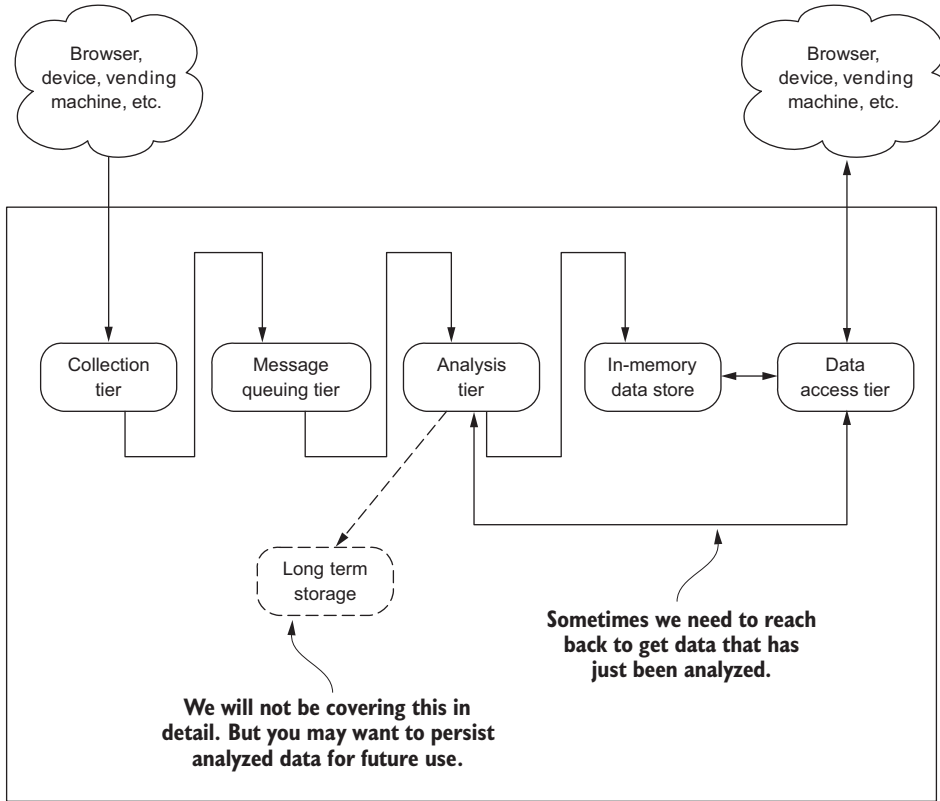 Browser,
device, vending
machine, etc.
Browser,
device, vending
machine, etc.
Collection
tier
Message
queuing tier
Analysis
tier
In-memory
data store
Data
access tier
Long term
storage
Sometimes we need to reach
back to get data that has
just been analyzed.
We will not be covering this in
detail. But you may want to persist
analyzed data for future use.